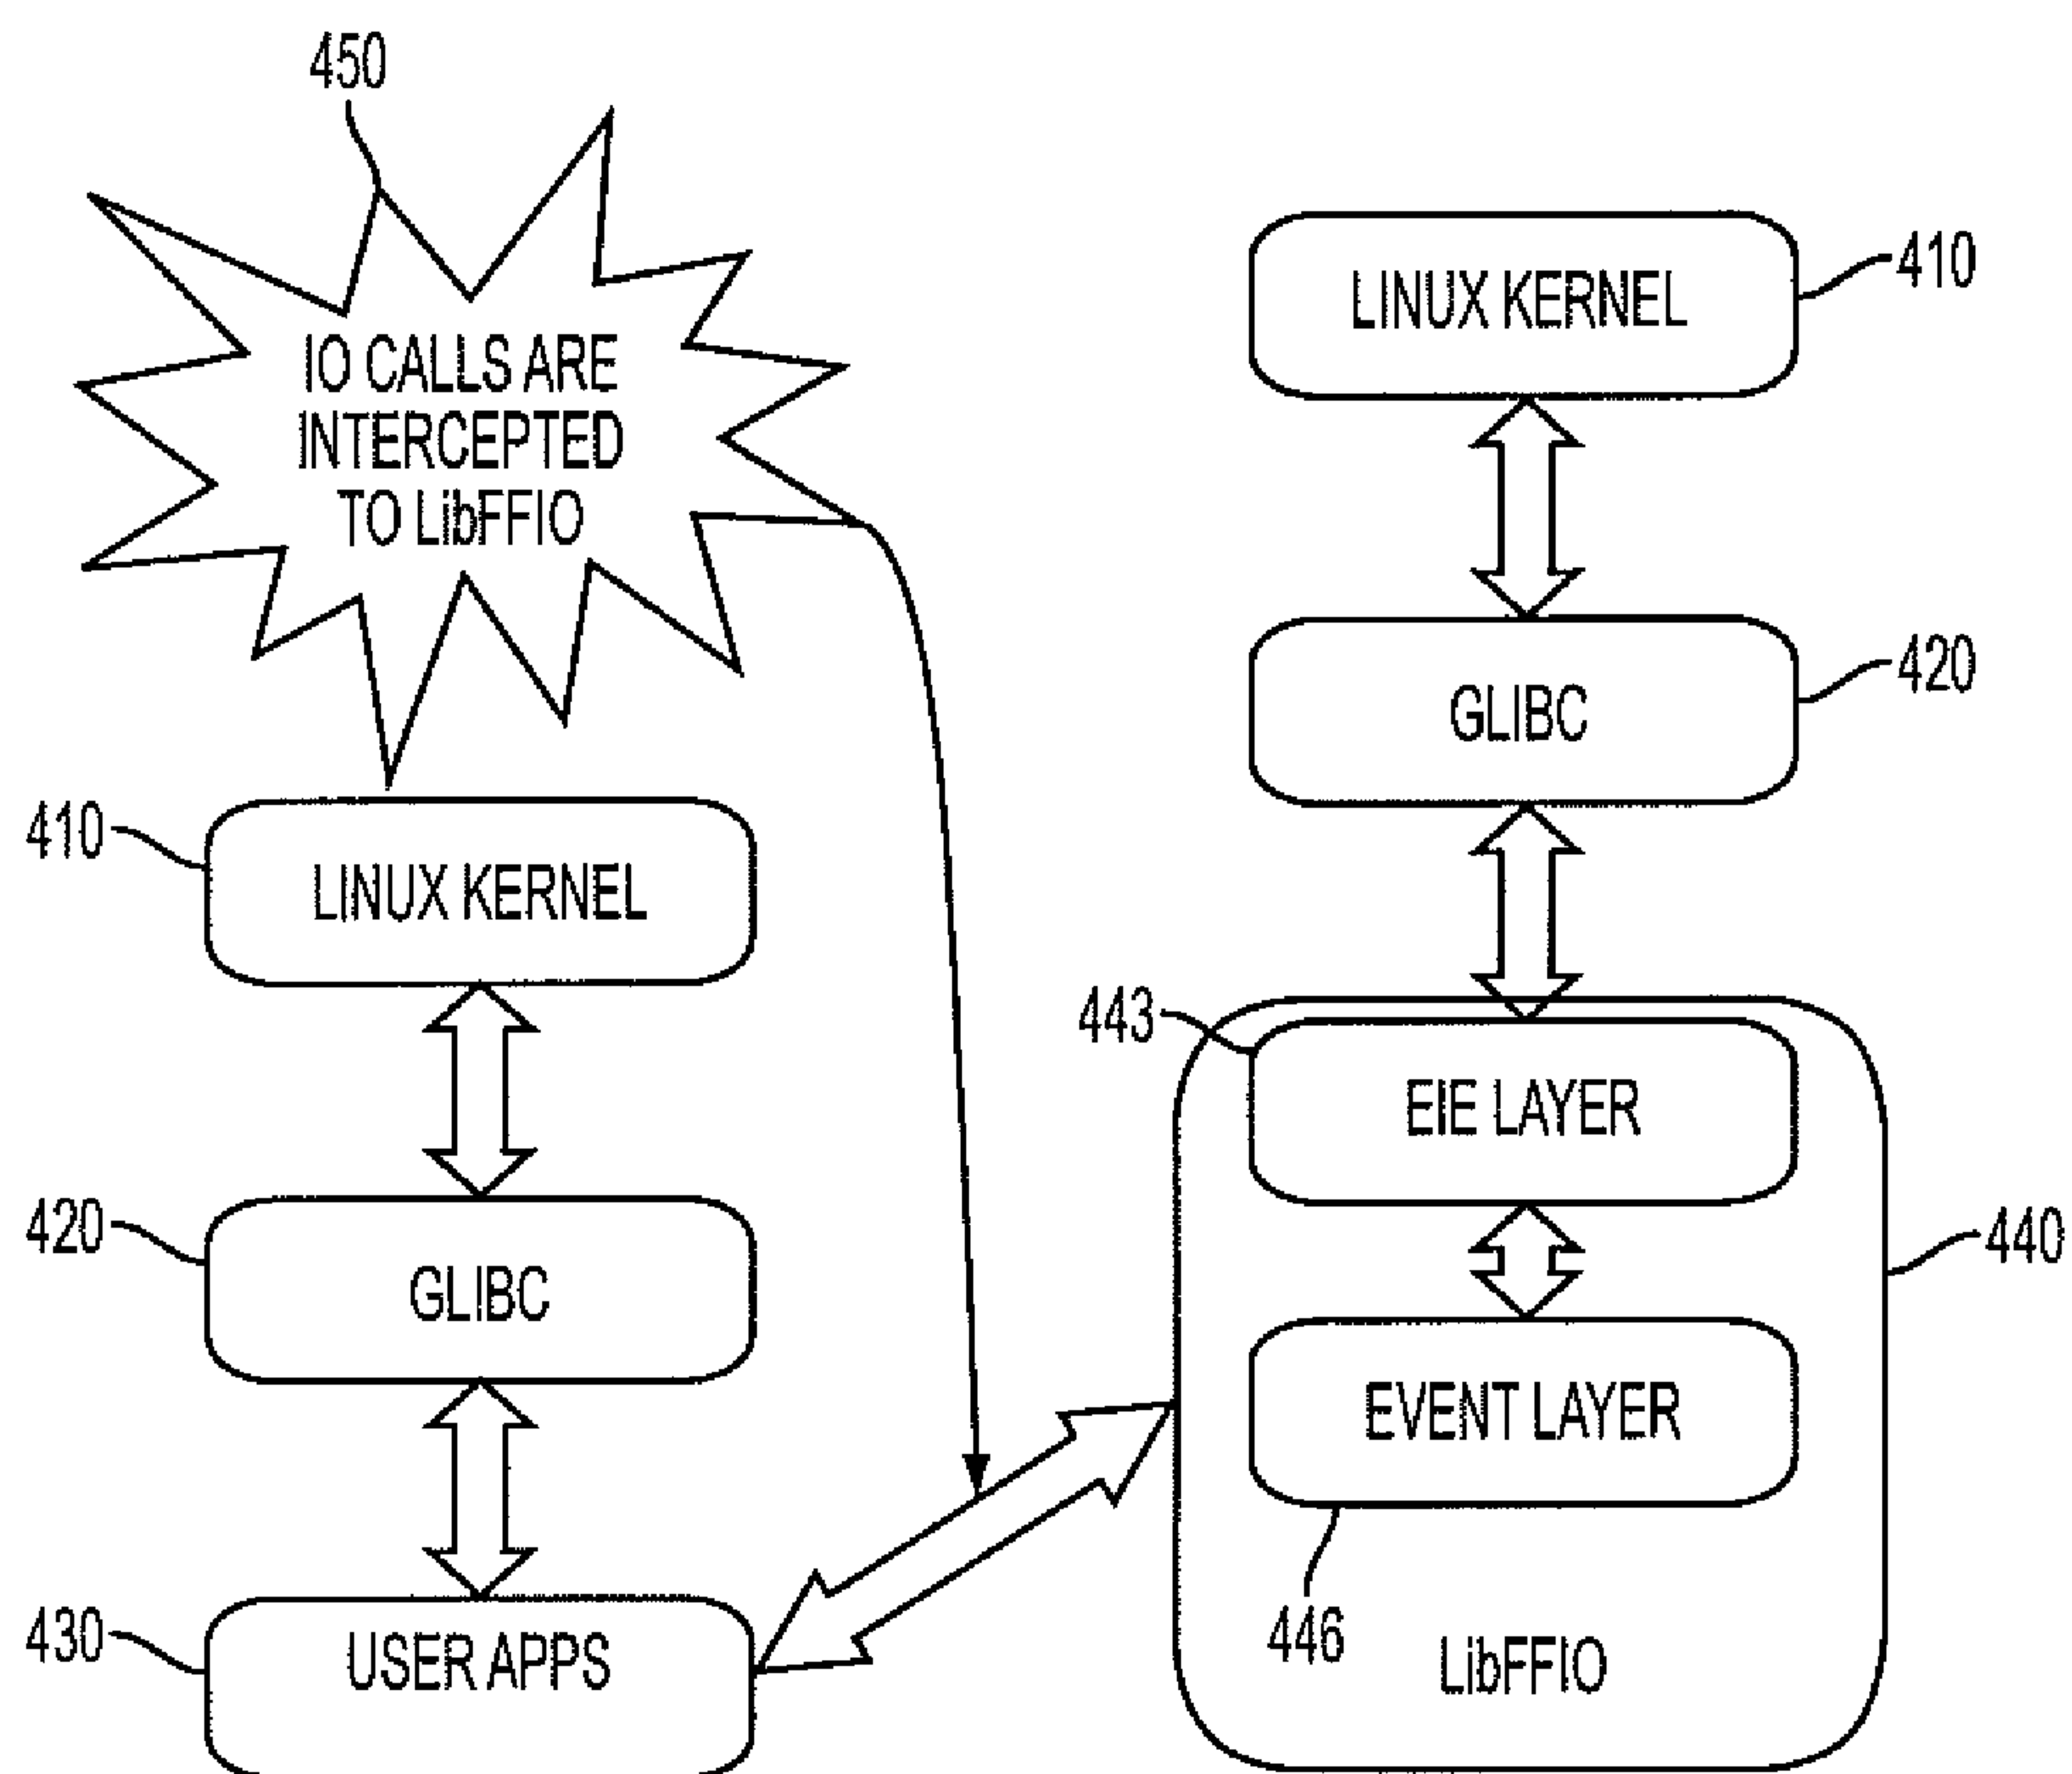 450
IO CALLS ARE
INTERCEPTED
TO LibFFIO
410
LINUX KERNEL
420
GLIBC
430
USER APPS
LINUX KERNEL
410
GLIBC
420
443
EIE LAYER
440
EVENT LAYER
446
LibFFIO